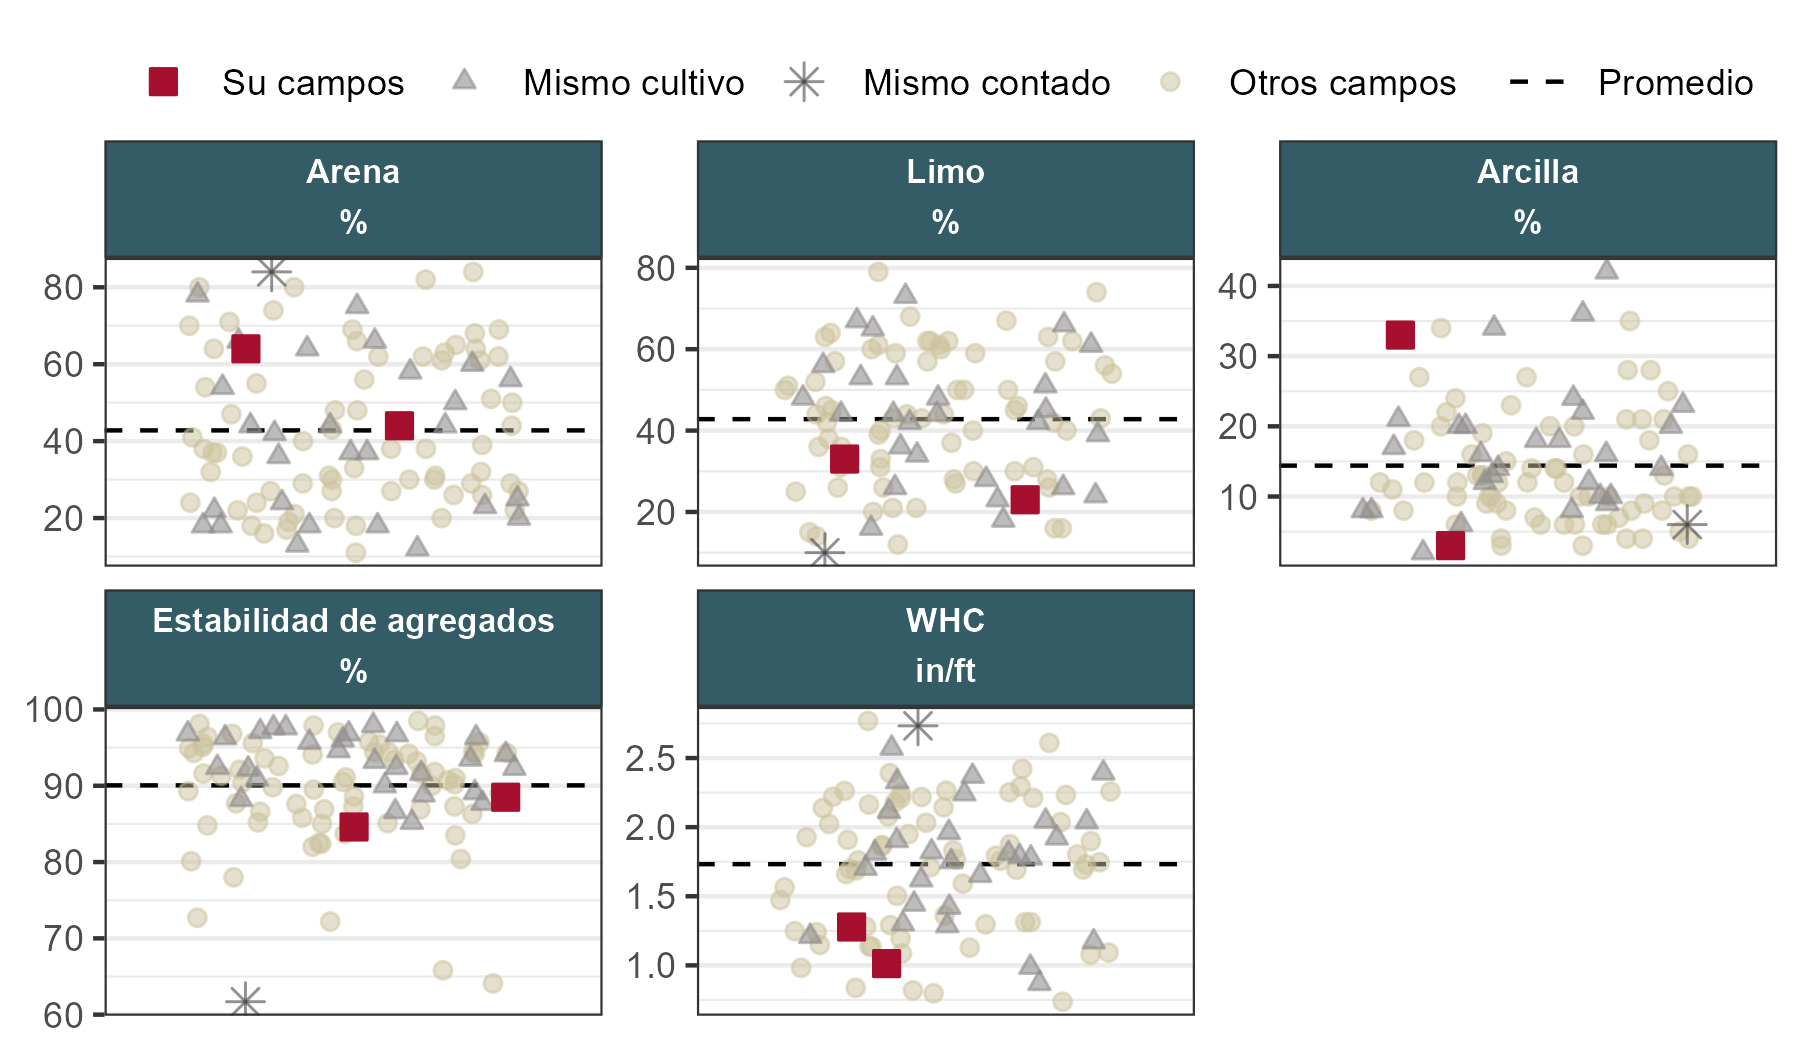 Su campos
Mismo cultivo
Mismo contado
Otros campos
Promedio
Arena
%
Limo
%
Arcilla
%
80
60
40
20
80
60
40
20
40
30
20
10
Estabilidad de agregados
%
WHC
in/ft
100
90
80
70
60
2.5
2.0
1.5
1.0